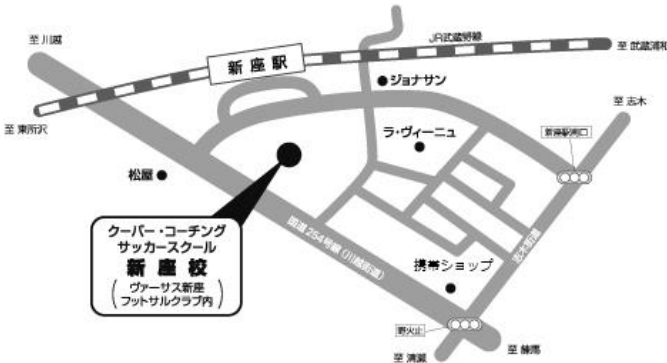 至 川越
新座駅
JR武蔵野線
至 武蔵浦和
ジョナサン
至 志木
至 東所沢
ラ・ヴィーニュ
新座駅南口
松屋
クーバー・コーチング
サッカースクール
新座校
(ヴァーサス新座
フットサルクラブ内)
国道254号線(川越街道)
志木街道
携帯ショップ
野火止
至 清瀬
至 練馬